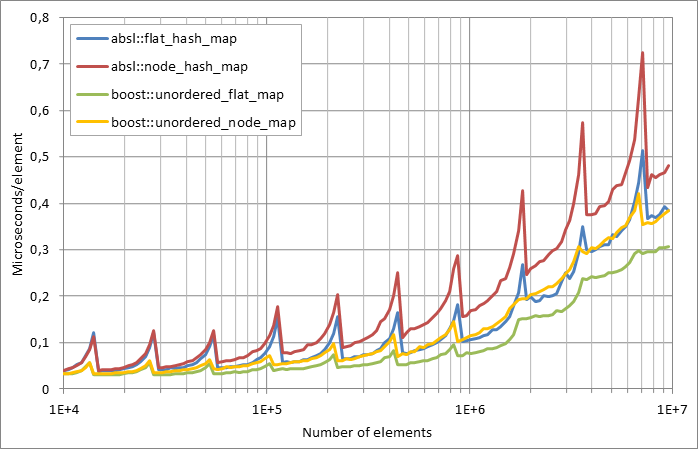 0,8
absl::flat_hash_map
absl::node_hash_map
boost::unordered_flat_map
boost::unordered_node_map
0,7
0,6
0,5
0,4
0,3
0,2
0,1
0
Microseconds/element
1E+4 1E+5 1E+6 1E+7
Number of elements